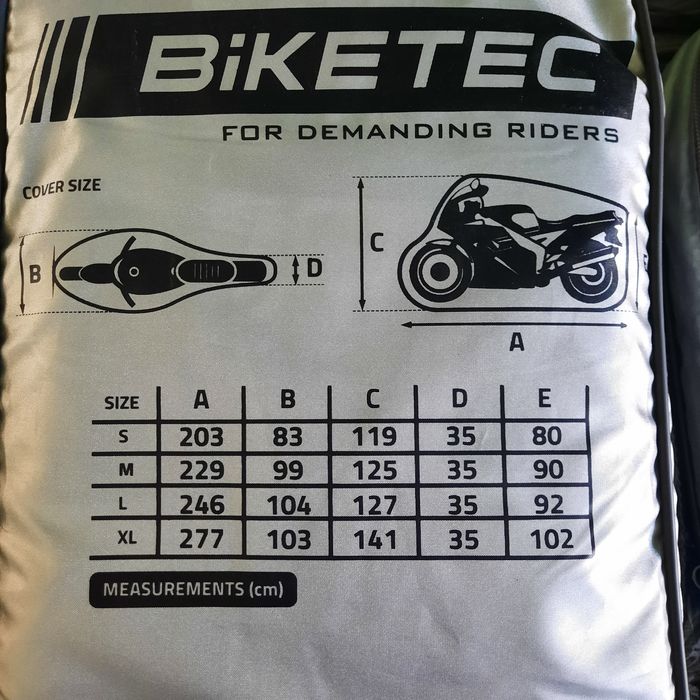 BiKETEC
FOR DEMANDING RIDERS
COVER SIZE
B
D
C
A
SIZE A B C D E
S 203 83 119 35 80
M 229 99 125 35 90
L 246 104 127 35 92
XL 277 103 141 35 102
MEASUREMENTS (cm)